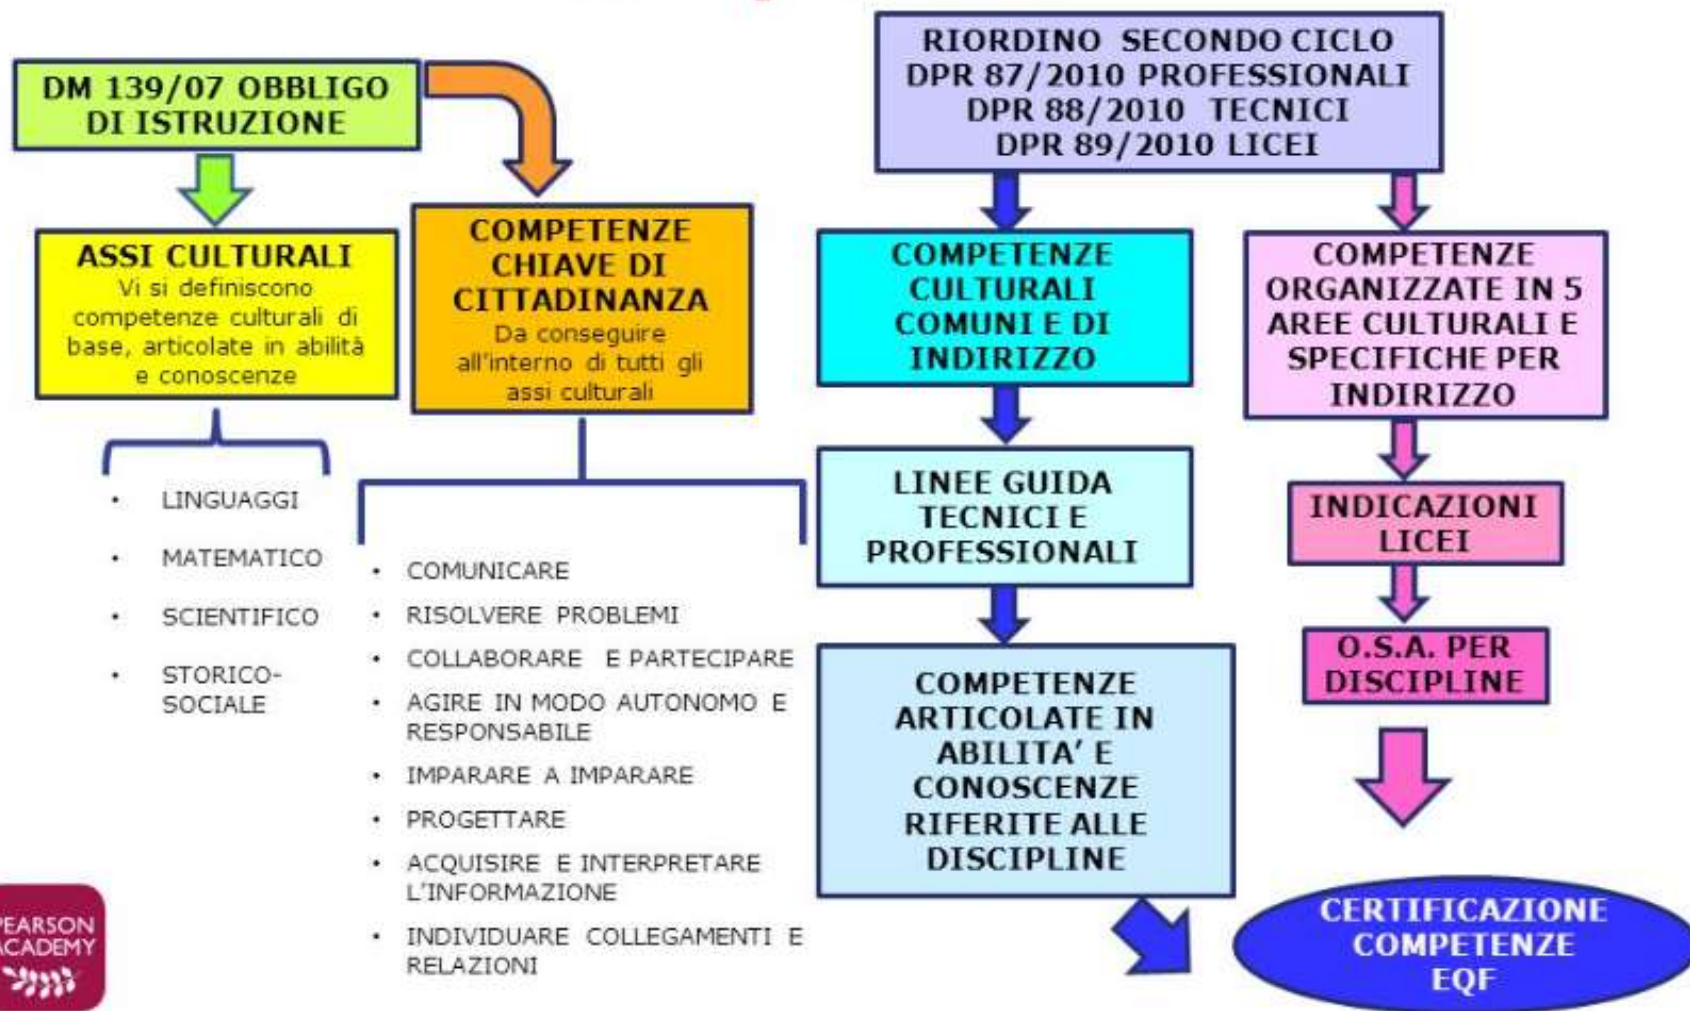 DM 139/07 OBBLIGO
DI ISTRUZIONE
RIORDINO SECONDO CICLO
DPR 87/2010 PROFESSIONALI
DPR 88/2010 TECNICI
DPR 89/2010 LICEI
ASSI CULTURALI
Vi si definiscono
competenze culturali di
base, articolate in abilità
e conoscenze
COMPETENZE
CHIAVE DI
CITTADINANZA
Da conseguire
all'interno di tutti gli
assi culturali
COMPETENZE
CULTURALI
COMUNI E DI
INDIRIZZO
COMPETENZE
ORGANIZZATE IN 5
AREE CULTURALI E
SPECIFICHE PER
INDIRIZZO
• LINGUAGGI
• MATEMATICO
• SCIENTIFICO
• STORICO-
SOCIALE
• COMUNICARE
• RISOLVERE PROBLEMI
• COLLABORARE E PARTECIPARE
• AGIRE IN MODO AUTONOMO E
RESPONSABILE
• IMPARARE A IMPARARE
• PROGETTARE
• ACQUISIRE E INTERPRETARE
L'INFORMAZIONE
• INDIVIDUARE COLLEGAMENTI E
RELAZIONI
LINEE GUIDA
TECNICI E
PROFESSIONALI
COMPETENZE
ARTICOLATE IN
ABILITA' E
CONOSCENZE
RIFERITE ALLE
DISCIPLINE
INDICAZIONI
LICEI
O.S.A. PER
DISCIPLINE
CERTIFICAZIONE
COMPETENZE
EQF
PEARSON
ACADEMY